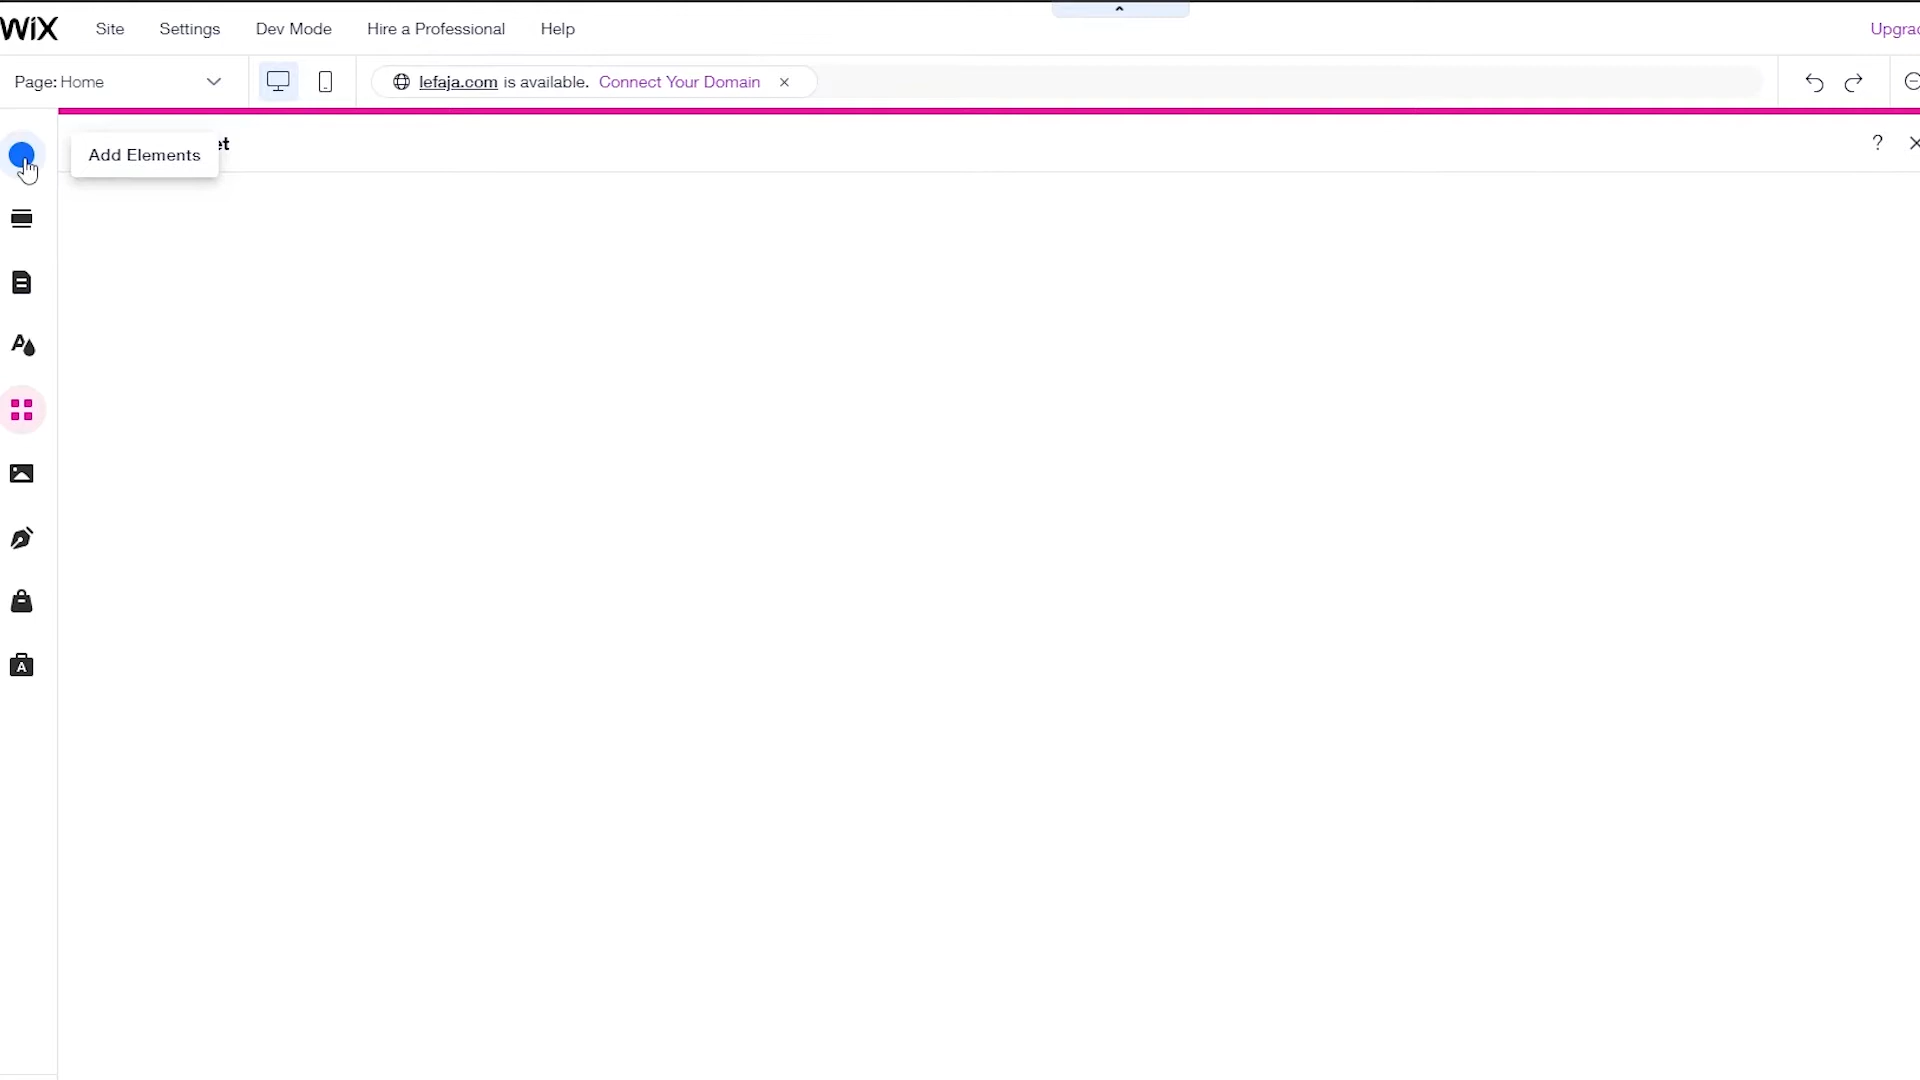 WiX Site Settings Dev Mode Hire a Professional Help
Page: Home lefaja.com is available. Connect Your Domain ×
Add Elements
?
A